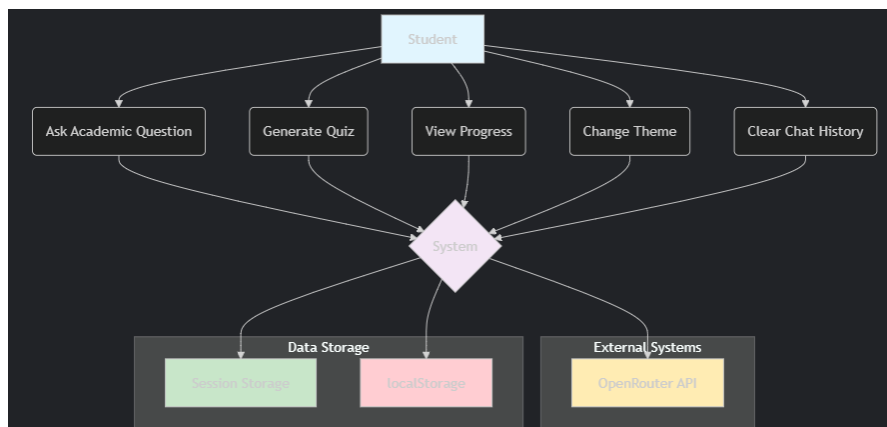 Student
Ask Academic Question
Generate Quiz
View Progress
Change Theme
Clear Chat History
System
Data Storage
External Systems
Session Storage
localStorage
OpenRouter API